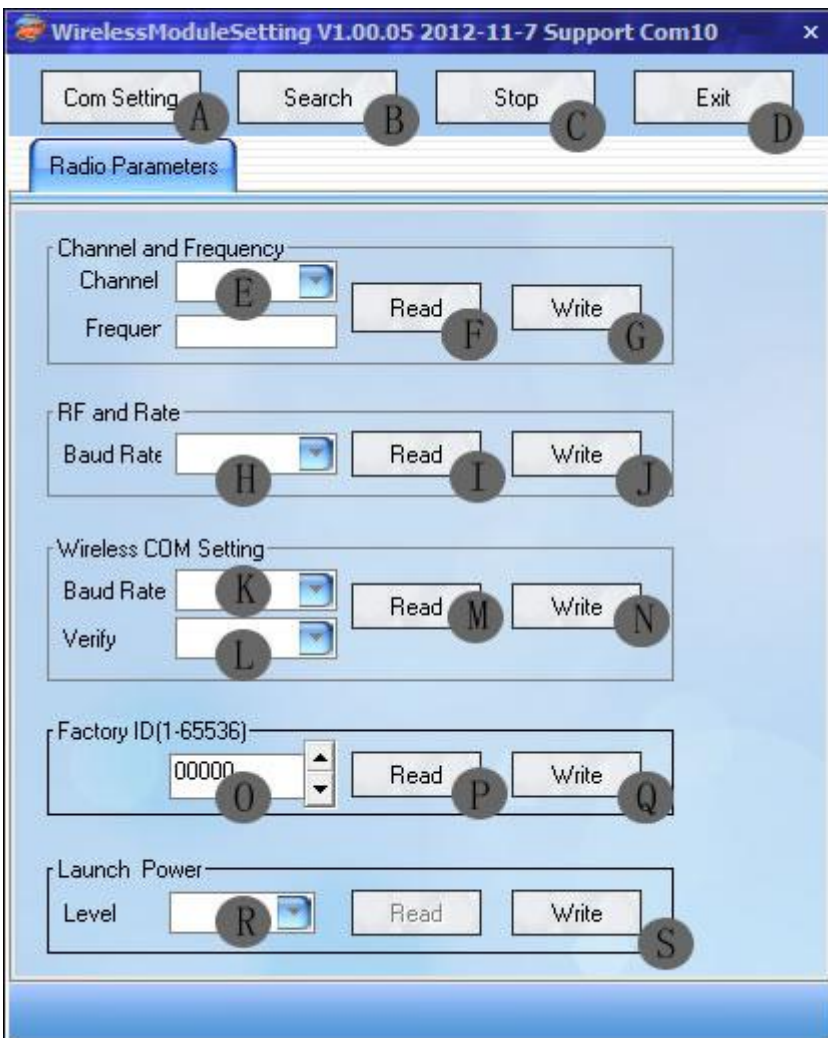 WirelessModuleSetting V1.00.05 2012-11-7 Support Com10 x
Com Setting A Search B Stop C Exit D
Radio Parameters
Channel and Frequency
Channel E
Read F Write G
Frequer
RF and Rate
Baud Rate H Read I Write J
Wireless COM Setting
Baud Rate K
Read M Write N
Verify L
Factory ID(1-65536)
00000 O Read P Write Q
Launch Power
Level R Read Write S